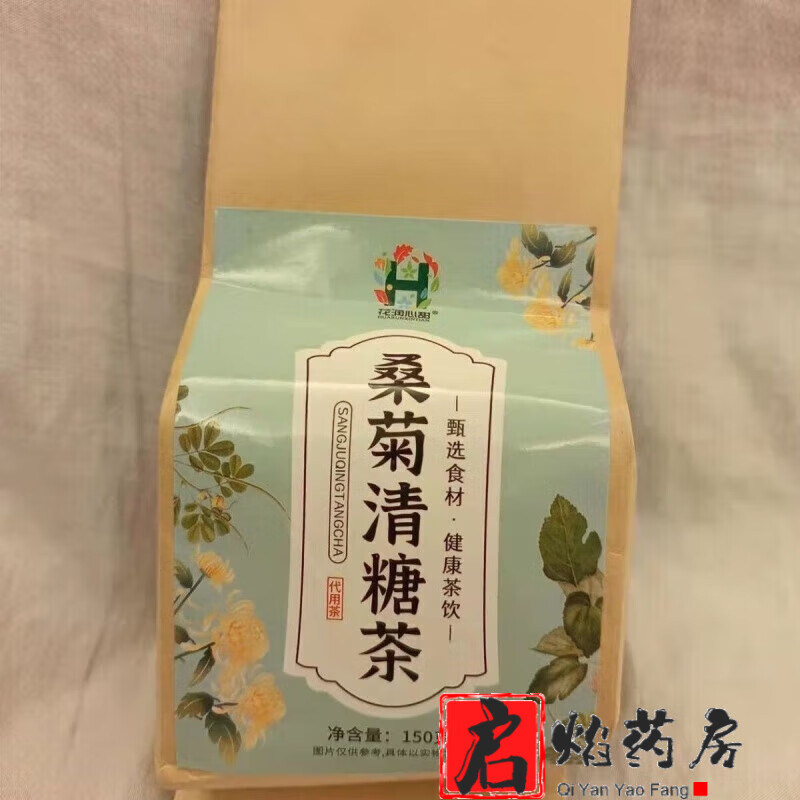 花润心甜®
HUARUNXINTIAN
桑菊清糖茶
SANGJUQINGTANGCHA
代用茶
甄选食材·健康茶饮
净含量：150
图片仅供参考,具体以实
启焰药房
Qi Yan Yao Fang